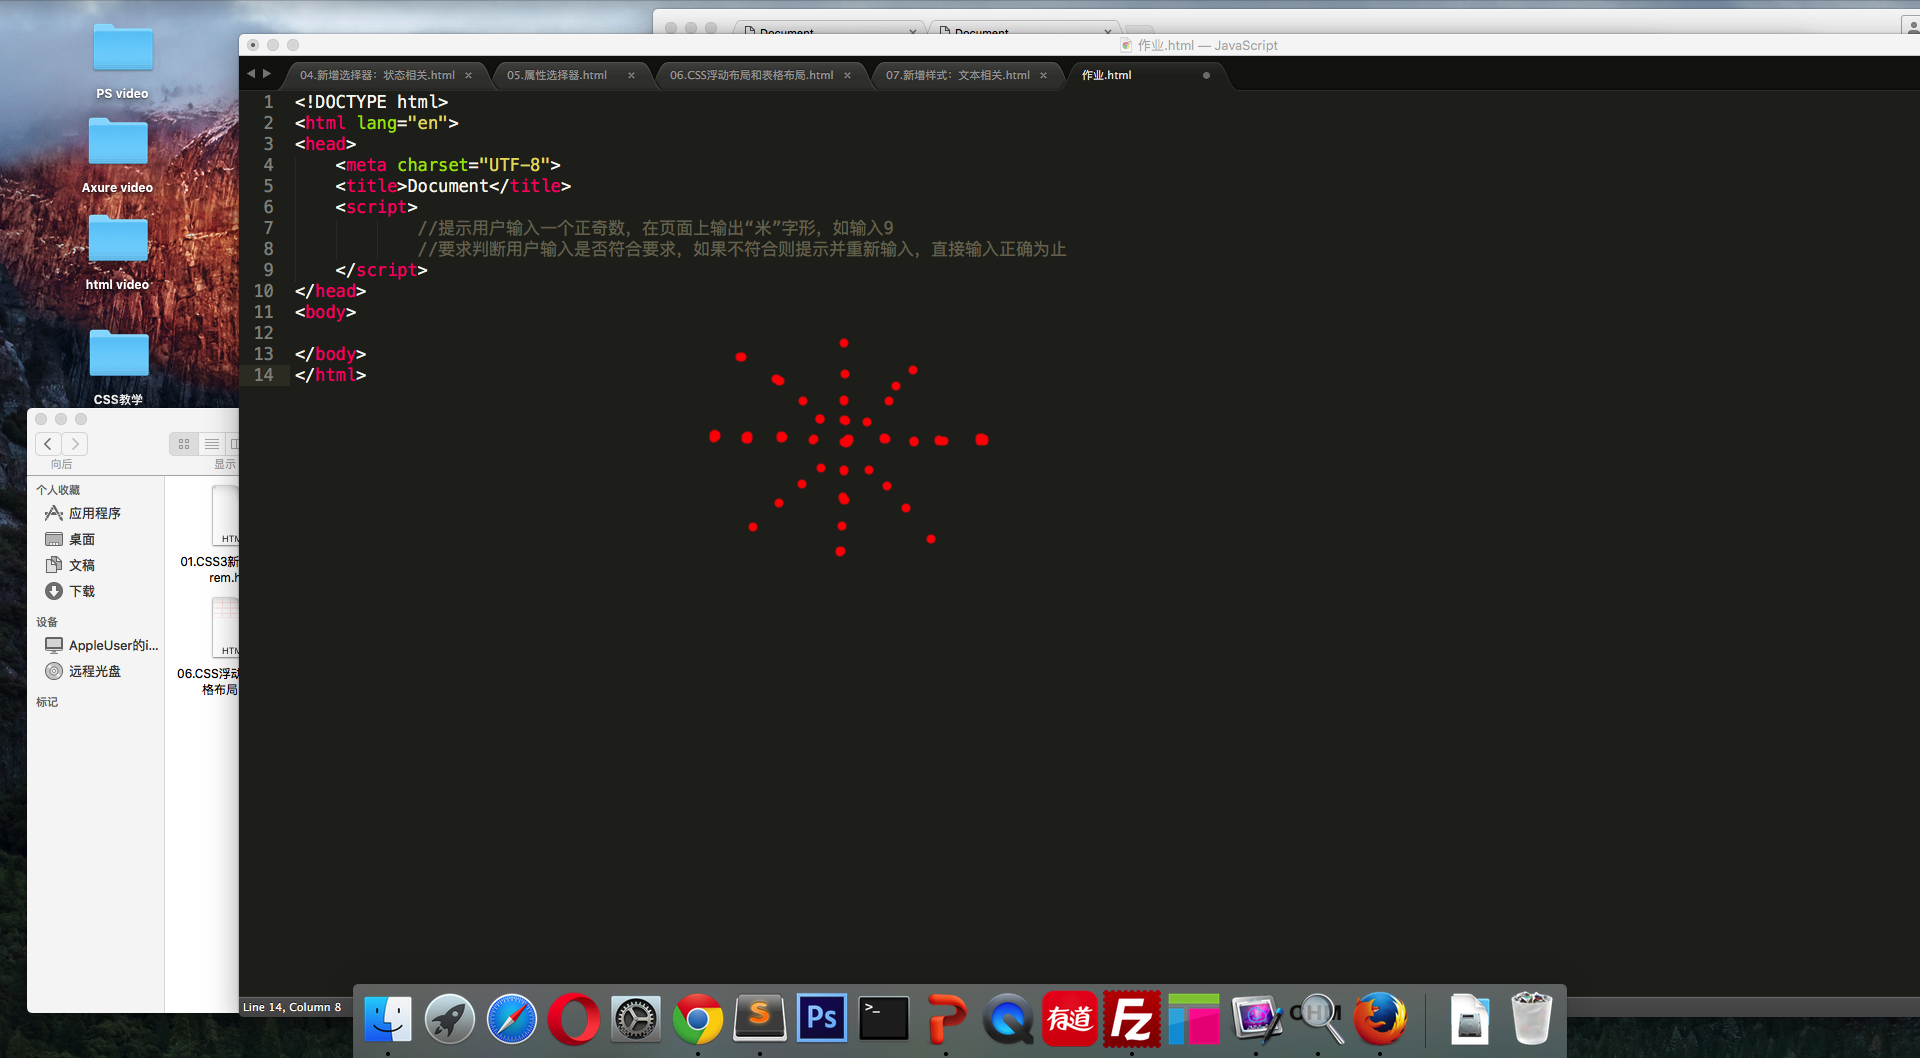 PS video
Axure video
html video
CSS教学
向后
显示
个人收藏
应用程序
桌面
文稿
下载
设备
AppleUser的i...
远程光盘
标记
HTM
01.CSS3新
rem.h
HTM
06.CSS浮动
格布局
Document
Document
作业.html — JavaScript
04.新增选择器：状态相关.html
05.属性选择器.html
06.CSS浮动布局和表格布局.html
07.新增样式：文本相关.html
作业.html
1 <!DOCTYPE html>
2 <html lang="en">
3 <head>
4 <meta charset="UTF-8">
5 <title>Document</title>
6 <script>
7 //提示用户输入一个正奇数，在页面上输出“米”字形，如输入9
8 //要求判断用户输入是否符合要求，如果不符合则提示并重新输入，直接输入正确为止
9 </script>
10 </head>
11 <body>
12
13 </body>
14 </html>
Line 14, Column 8
S
Ps
>_
P
有道
Fz
CHM